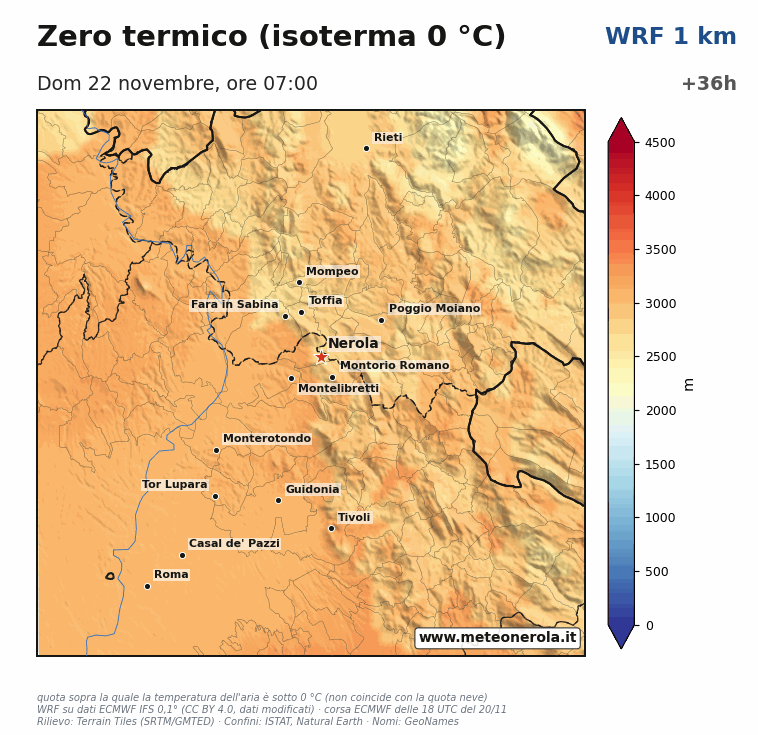 Zero termico (isoterma 0 °C)
WRF 1 km
Dom 22 novembre, ore 07:00
+36h
Rieti
Mompeo
Toffia
Fara in Sabina
Poggio Moiano
Nerola
Montorio Romano
Montelibretti
Monterotondo
Tor Lupara
Guidonia
Tivoli
Casal de' Pazzi
Roma
www.meteonerola.it
4500
4000
3500
3000
2500
2000
1500
1000
500
0
m
quota sopra la quale la temperatura dell'aria è sotto 0 °C (non coincide con la quota neve)
WRF su dati ECMWF IFS 0,1° (CC BY 4.0, dati modificati) · corsa ECMWF delle 18 UTC del 20/11
Rilievo: Terrain Tiles (SRTM/GMTED) · Confini: ISTAT, Natural Earth · Nomi: GeoNames